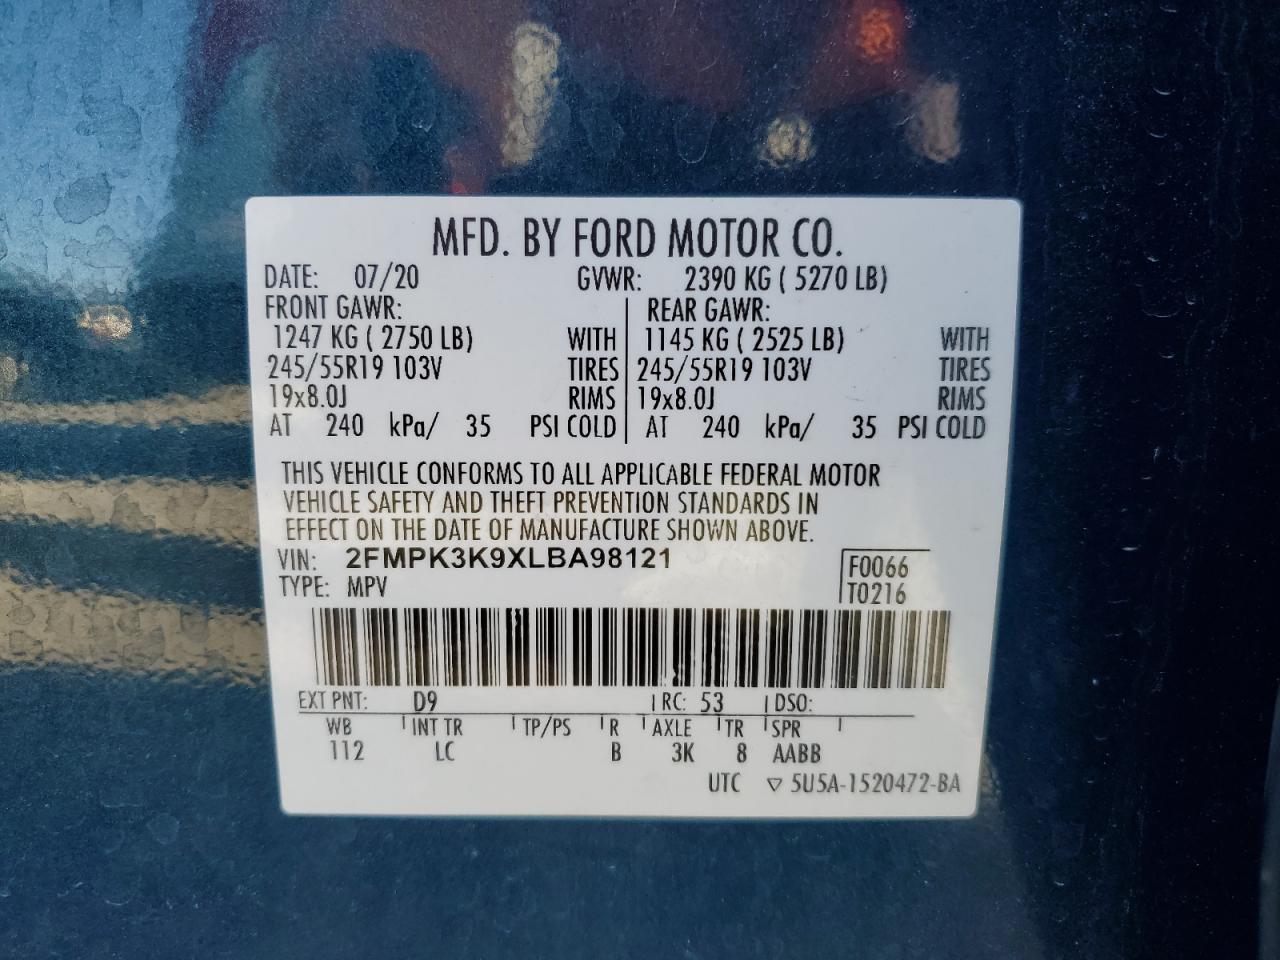 MFD. BY FORD MOTOR CO.
DATE: 07/20 GVWR: 2390 KG ( 5270 LB)
FRONT GAWR: REAR GAWR:
1247 KG ( 2750 LB) WITH 1145 KG ( 2525 LB) WITH
245/55R19 103V TIRES 245/55R19 103V TIRES
19x8.0J RIMS 19x8.0J RIMS
AT 240 kPa/ 35 PSI COLD AT 240 kPa/ 35 PSI COLD
THIS VEHICLE CONFORMS TO ALL APPLICABLE FEDERAL MOTOR
VEHICLE SAFETY AND THEFT PREVENTION STANDARDS IN
EFFECT ON THE DATE OF MANUFACTURE SHOWN ABOVE.
VIN: 2FMPK3K9XLBA98121 F0066
TYPE: MPV T0216
EXT PNT: D9 RC: 53 DSO:
WB INT TR TP/PS R AXLE TR SPR
112 LC B 3K 8 AABB
UTC ▽ 5U5A-1520472-BA